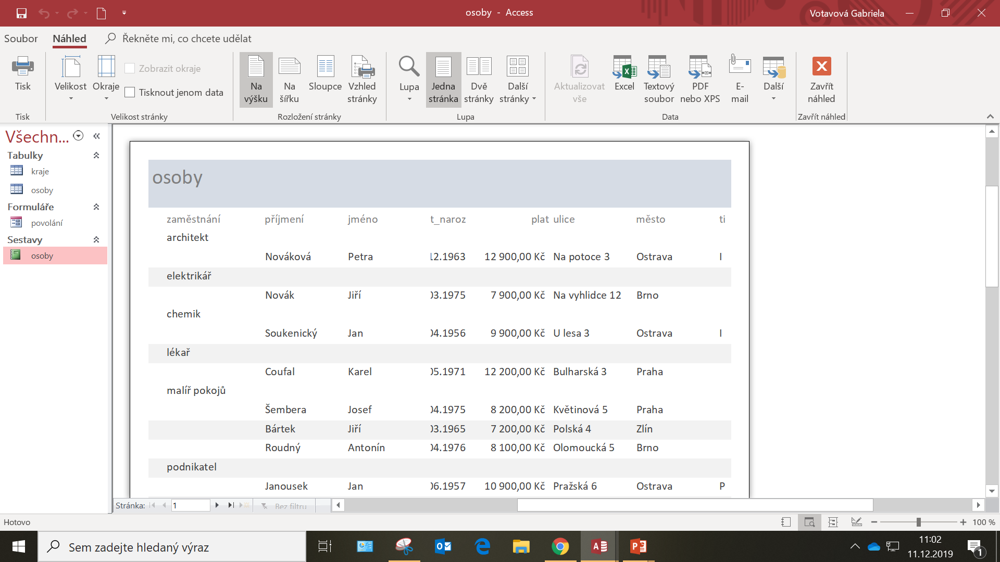 osoby - Access
Votavová Gabriela
Soubor
Náhled
Řekněte mi, co chcete udělat
Tisk
Velikost
Okraje
Zobrazit okraje
Tisknout jenom data
Na výšku
Na šířku
Sloupce
Vzhled stránky
Lupa
Jedna stránka
Dvě stránky
Další stránky
Aktualizovat vše
Excel
Textový soubor
PDF nebo XPS
E-mail
Další
Zavřít náhled
Tisk
Velikost stránky
Rozložení stránky
Lupa
Data
Zavřít náhled
Všechn...
Tabulky
kraje
osoby
Formuláře
povolání
Sestavy
osoby
osoby
zaměstnání příjmení jméno t_naroz plat ulice město ti
architekt
Nováková Petra 12.1963 12 900,00 Kč Na potoce 3 Ostrava I
elektrikář
Novák Jiří 03.1975 7 900,00 Kč Na vyhlidce 12 Brno
chemik
Soukenický Jan 04.1956 9 900,00 Kč U lesa 3 Ostrava I
lékař
Coufal Karel 05.1971 12 200,00 Kč Bulharská 3 Praha
malíř pokojů
Šembera Josef 04.1975 8 200,00 Kč Květinová 5 Praha
Bártek Jiří 03.1965 7 200,00 Kč Polská 4 Zlín
Roudný Antonín 04.1976 8 100,00 Kč Olomoucká 5 Brno
podnikatel
Janousek Jan 06.1957 10 900,00 Kč Pražská 6 Ostrava P
Stránka: 1 Bez filtru
Hotovo
100 %
Sem zadejte hledaný výraz
11:02
11.12.2019
1